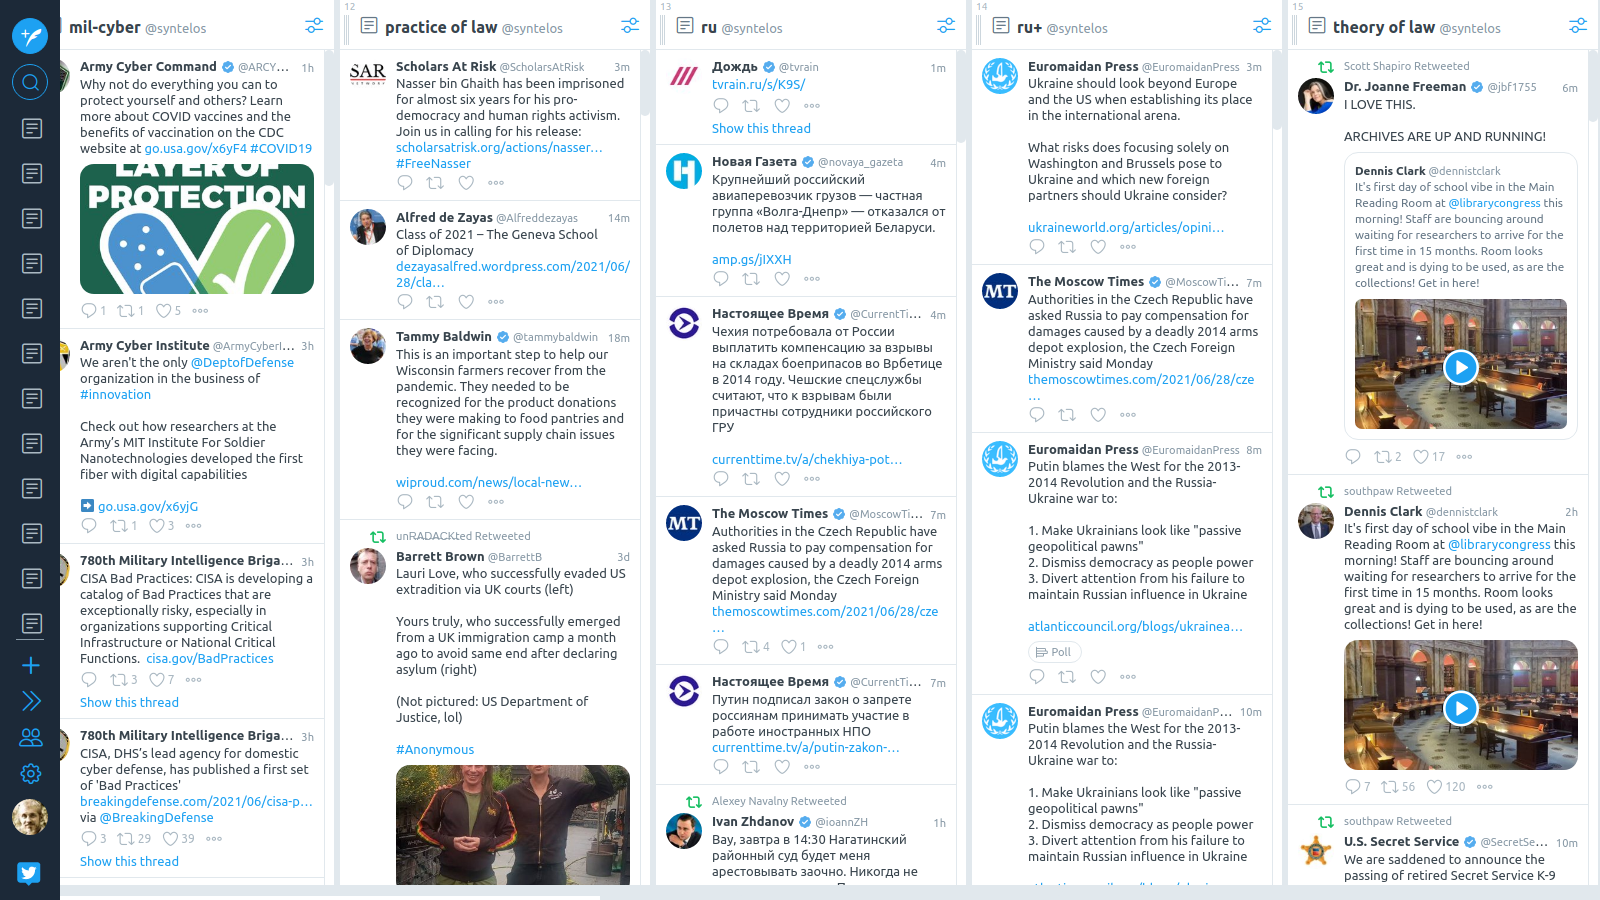 mil-cyber @syntelos
Army Cyber Command @ARCY... 1h
Why not do everything you can to
protect yourself and others? Learn
more about COVID vaccines and the
benefits of vaccination on the CDC
website at go.usa.gov/x6yF4 #COVID19
LAYER OF
PROTECTION
1 1 5
Army Cyber Institute @ArmyCyberI... 3h
We aren't the only @DeptofDefense
organization in the business of
#innovation
Check out how researchers at the
Army's MIT Institute For Soldier
Nanotechnologies developed the first
fiber with digital capabilities
go.usa.gov/x6yjG
1 3
780th Military Intelligence Briga... 3h
CISA Bad Practices: CISA is developing a
catalog of Bad Practices that are
exceptionally risky, especially in
organizations supporting Critical
Infrastructure or National Critical
Functions. cisa.gov/BadPractices
3 7
Show this thread
780th Military Intelligence Briga... 3h
CISA, DHS's lead agency for domestic
cyber defense, has published a first set
of 'Bad Practices'
breakingdefense.com/2021/06/cisa-p...
via @BreakingDefense
3 29 39
Show this thread
12
practice of law @syntelos
SAR
Scholars At Risk @ScholarsAtRisk 3m
Nasser bin Ghaith has been imprisoned
for almost six years for his pro-
democracy and human rights activism.
Join us in calling for his release:
scholarsatrisk.org/actions/nasser...
#FreeNasser
Alfred de Zayas @Alfreddezayas 14m
Class of 2021 – The Geneva School
of Diplomacy
dezayasalfred.wordpress.com/2021/06/
28/cla...
Tammy Baldwin @tammybaldwin 18m
This is an important step to help our
Wisconsin farmers recover from the
pandemic. They needed to be
recognized for the product donations
they were making to food pantries and
for the significant supply chain issues
they were facing.
wiproud.com/news/local-new...
unRADACKted Retweeted
Barrett Brown @BarrettB 3d
Lauri Love, who successfully evaded US
extradition via UK courts (left)
Yours truly, who successfully emerged
from a UK immigration camp a month
ago to avoid same end after declaring
asylum (right)
(Not pictured: US Department of
Justice, lol)
#Anonymous
13
ru @syntelos
Дождь @tvrain 1m
tvrain.ru/s/K9S/
Show this thread
Новая Газета @novaya_gazeta 4m
Крупнейший российский
авиаперевозчик грузов — частная
группа «Волга-Днепр» — отказался от
полетов над территорией Беларуси.
amp.gs/jIXXH
Настоящее Время @CurrentTi... 4m
Чехия потребовала от России
выплатить компенсацию за взрывы
на складах боеприпасов во Врбетице
в 2014 году. Чешские спецслужбы
считают, что к взрывам были
причастны сотрудники российского
ГРУ
currenttime.tv/a/chekhiya-pot...
MT
The Moscow Times @MoscowTi... 7m
Authorities in the Czech Republic have
asked Russia to pay compensation for
damages caused by a deadly 2014 arms
depot explosion, the Czech Foreign
Ministry said Monday
themoscowtimes.com/2021/06/28/cze
...
4 1
Настоящее Время @CurrentTi... 7m
Путин подписал закон о запрете
россиянам принимать участие в
работе иностранных НПО
currenttime.tv/a/putin-zakon-...
Alexey Navalny Retweeted
Ivan Zhdanov @ioannZH 1h
Вау, завтра в 14:30 Нагатинский
районный суд будет меня
арестовывать заочно. Никогда не
14
ru+ @syntelos
Euromaidan Press @EuromaidanPress 3m
Ukraine should look beyond Europe
and the US when establishing its place
in the international arena.
What risks does focusing solely on
Washington and Brussels pose to
Ukraine and which new foreign
partners should Ukraine consider?
ukraineworld.org/articles/opini...
MT
The Moscow Times @MoscowTi... 7m
Authorities in the Czech Republic have
asked Russia to pay compensation for
damages caused by a deadly 2014 arms
depot explosion, the Czech Foreign
Ministry said Monday
themoscowtimes.com/2021/06/28/cze
...
Euromaidan Press @EuromaidanPress 8m
Putin blames the West for the 2013-
2014 Revolution and the Russia-
Ukraine war to:
1. Make Ukrainians look like "passive
geopolitical pawns"
2. Dismiss democracy as people power
3. Divert attention from his failure to
maintain Russian influence in Ukraine
atlanticcouncil.org/blogs/ukrainea...
Poll
Euromaidan Press @EuromaidanP... 10m
Putin blames the West for the 2013-
2014 Revolution and the Russia-
Ukraine war to:
1. Make Ukrainians look like "passive
geopolitical pawns"
2. Dismiss democracy as people power
3. Divert attention from his failure to
maintain Russian influence in Ukraine
15
theory of law @syntelos
Scott Shapiro Retweeted
Dr. Joanne Freeman @jbf1755 6m
I LOVE THIS.
ARCHIVES ARE UP AND RUNNING!
Dennis Clark @dennistclark
It's first day of school vibe in the Main
Reading Room at @librarycongress this
morning! Staff are bouncing around
waiting for researchers to arrive for the
first time in 15 months. Room looks
great and is dying to be used, as are the
collections! Get in here!
2 17
southpaw Retweeted
Dennis Clark @dennistclark 2h
It's first day of school vibe in the Main
Reading Room at @librarycongress this
morning! Staff are bouncing around
waiting for researchers to arrive for the
first time in 15 months. Room looks
great and is dying to be used, as are the
collections! Get in here!
7 56 120
southpaw Retweeted
U.S. Secret Service @SecretSe... 10m
We are saddened to announce the
passing of retired Secret Service K-9